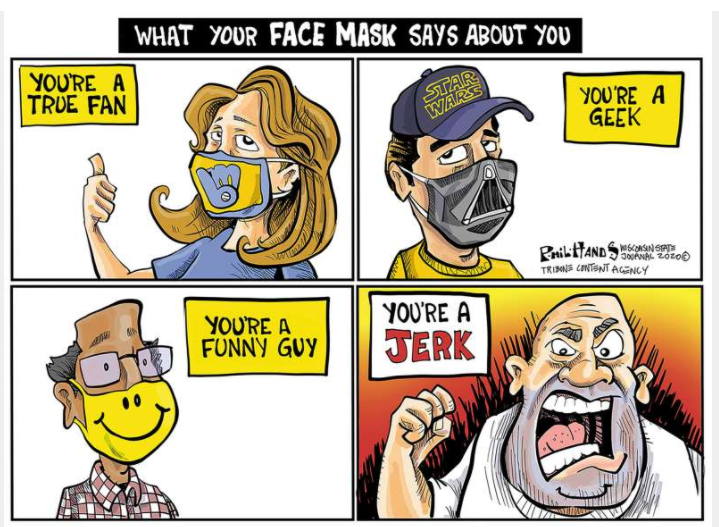 WHAT YOUR FACE MASK SAYS ABOUT YOU
YOU'RE A
TRUE FAN
STAR
WARS
YOU'RE A
GEEK
PHIL HANDS WISCONSIN STATE
JOURNAL 2020©
TRIBUNE CONTENT AGENCY
YOU'RE A
FUNNY GUY
YOU'RE A
JERK